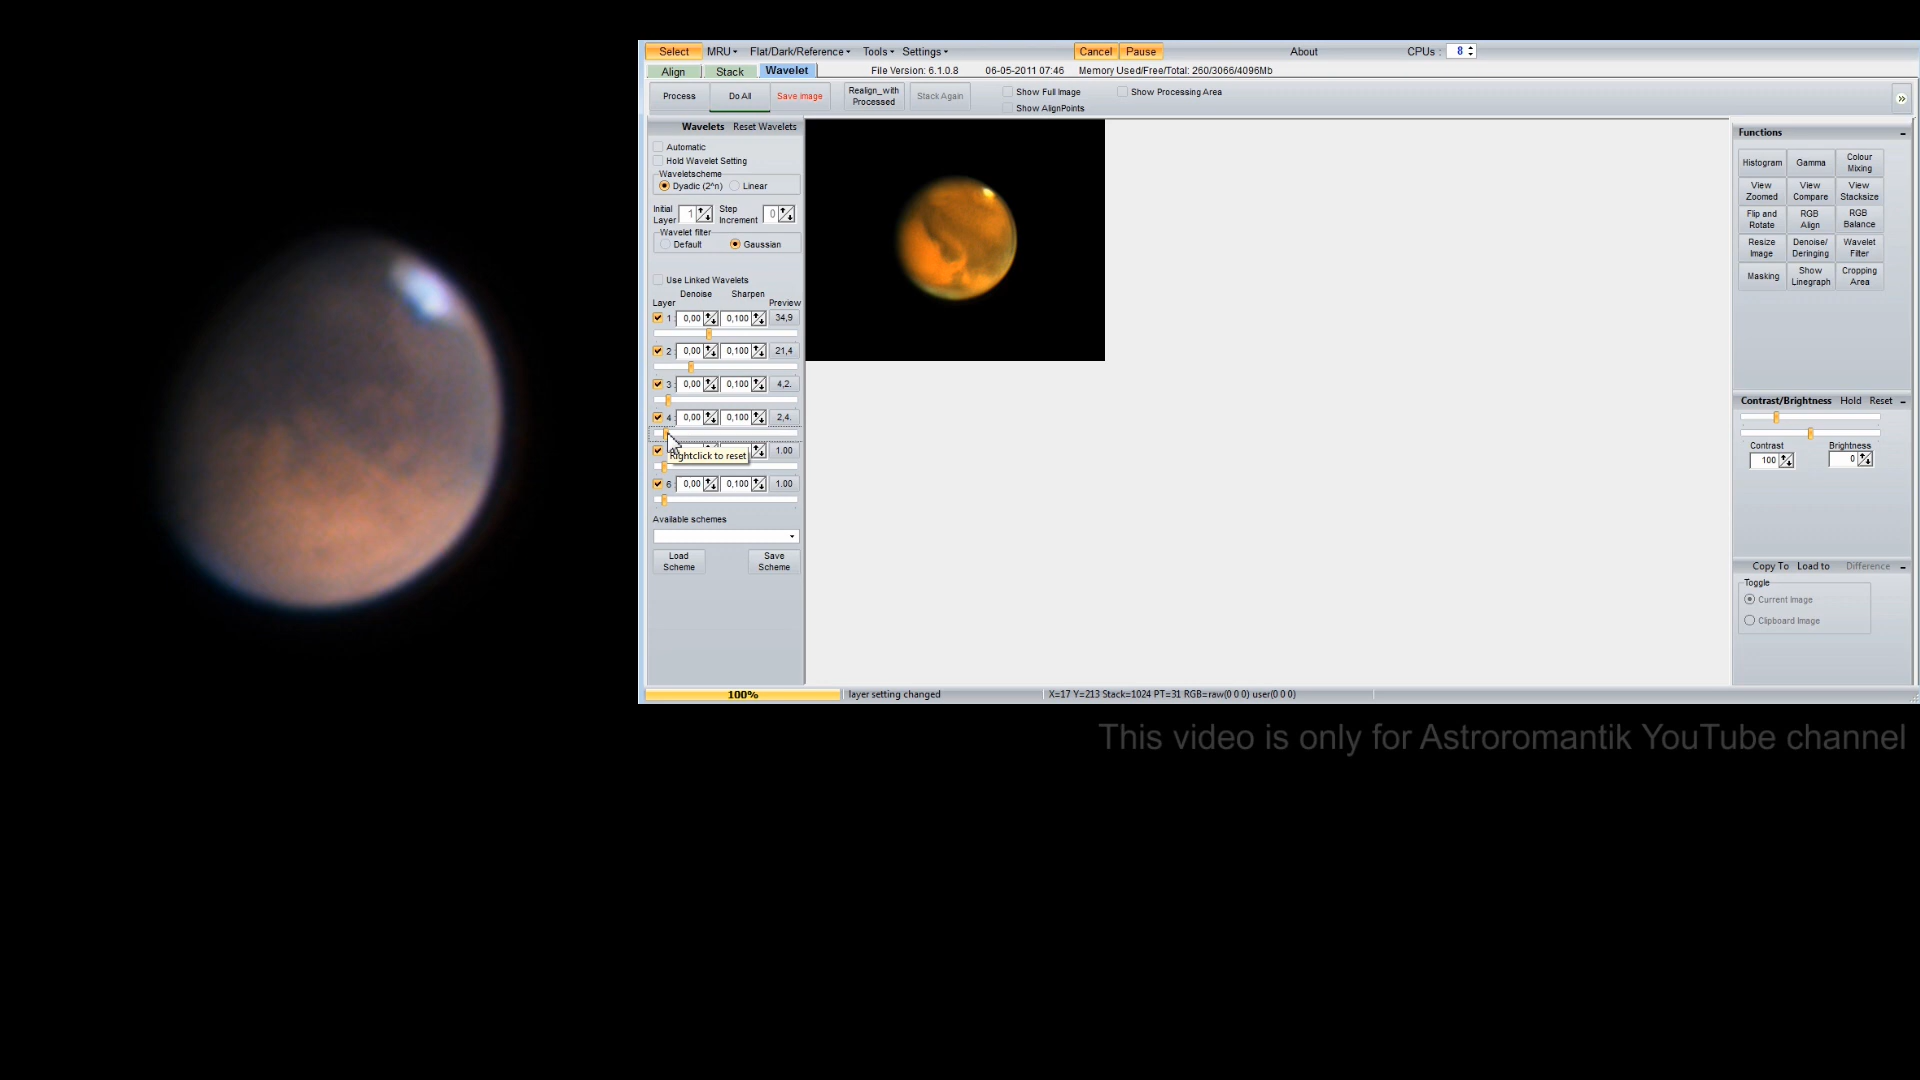 Select MRU Flat/Dark/Reference Tools Settings Cancel Pause About CPUs : 8
Align Stack Wavelet File Version: 6.1.0.8 06-05-2011 07:46 Memory Used/Free/Total: 260/3066/4096Mb
Process Do All Save image Realign_with Processed Stack Again Show Full Image Show Processing Area
Show AlignPoints
Wavelets Reset Wavelets
Automatic
Hold Wavelet Setting
Waveletscheme
Dyadic (2^n) Linear
Initial Layer 1 Step Increment 0
Wavelet filter
Default Gaussian
Use Linked Wavelets
Denoise Sharpen
Layer Preview
1 : 0,00 0,100 34,9
2 : 0,00 0,100 21,4
3 : 0,00 0,100 4,2.
4 : 0,00 0,100 2,4.
1.00
Rightclick to reset
6 : 0,00 0,100 1.00
Available schemes
Load Scheme Save Scheme
Functions
Histogram Gamma Colour Mixing
View Zoomed View Compare View Stacksize
Flip and Rotate RGB Align RGB Balance
Resize Image Denoise/ Deringing Wavelet Filter
Masking Show Linegraph Cropping Area
Contrast/Brightness Hold Reset
Contrast Brightness
100 0
Copy To Load to Difference
Toggle
Current Image
Clipboard Image
100% layer setting changed X=17 Y=213 Stack=1024 PT=31 RGB=raw(0 0 0) user(0 0 0)
This video is only for Astroromantik YouTube channel